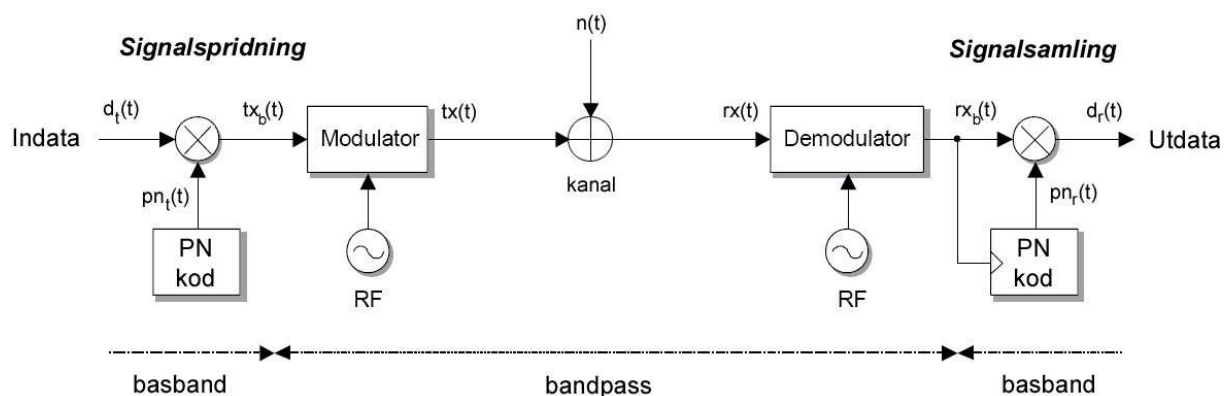 Signalspridning
n(t)
Signalsamling
d_t(t)
tx_b(t)
tx(t)
rx(t)
rx_b(t)
d_r(t)
Indata
Modulator
Demodulator
Utdata
kanal
pn_t(t)
pn_r(t)
PN
kod
RF
RF
PN
kod
basband
bandpass
basband